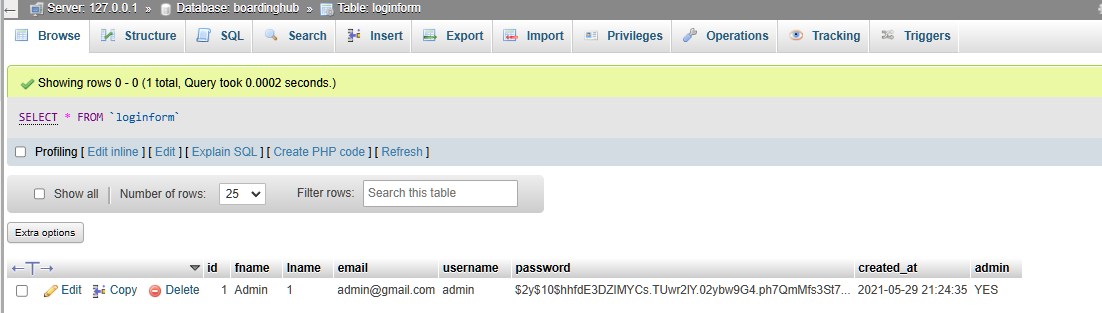 Server: 127.0.0.1 » Database: boardinghub » Table: loginform
Browse Structure SQL Search Insert Export Import Privileges Operations Tracking Triggers
Showing rows 0 - 0 (1 total, Query took 0.0002 seconds.)
SELECT * FROM `loginform`
Profiling [ Edit inline ] [ Edit ] [ Explain SQL ] [ Create PHP code ] [ Refresh ]
Show all Number of rows: 25 Filter rows: Search this table
Extra options
id fname lname email username password created_at admin
Edit Copy Delete 1 Admin 1 admin@gmail.com admin $2y$10$hhfdE3DZIMYCs.TUwr2lY.02ybw9G4.ph7QmMfs3St7... 2021-05-29 21:24:35 YES